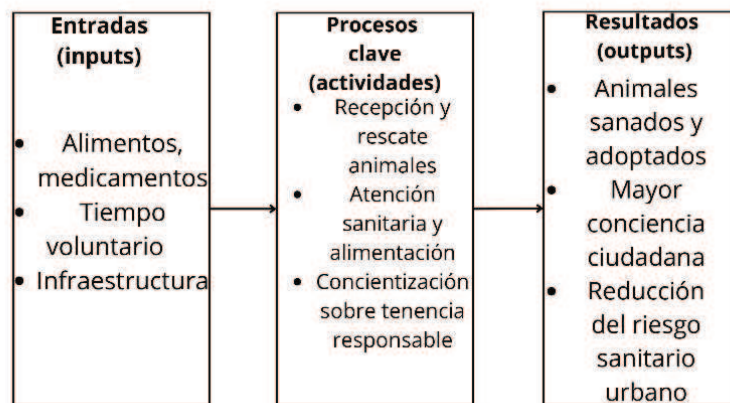 Entradas
(inputs)
• Alimentos,
medicamentos
• Tiempo
voluntario
• Infraestructura
Procesos
clave
(actividades)
• Recepción y
rescate
animales
• Atención
sanitaria y
alimentación
• Concientización
sobre tenencia
responsable
Resultados
(outputs)
• Animales
sanados y
adoptados
• Mayor
conciencia
ciudadana
• Reducción
del riesgo
sanitario
urbano